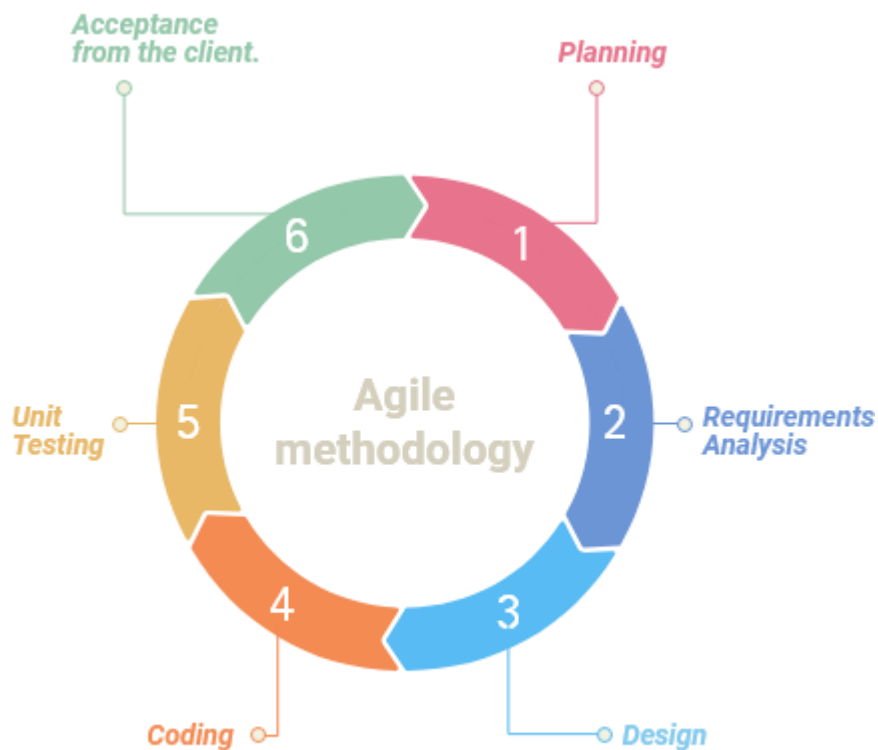 Acceptance
from the client.
Planning
6
1
Agile
methodology
5
2
Unit
Testing
Requirements
Analysis
4
3
Coding
Design